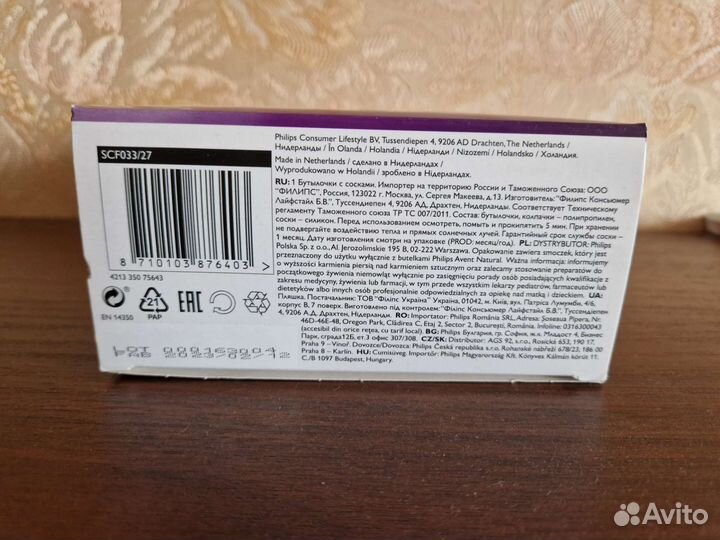 SCF033/27
8 710103 876403 >
4213 350 75643
EN 14350
21
PAP
EAC
LOT 000163004
FAB 2023/02/12
Philips Consumer Lifestyle BV, Tussendiepen 4, 9206 AD Drachten, The Netherlands /
Нидерланды / În Olanda / Holandia / Нідерланди / Nizozemí / Holandsko / Холандия.
Made in Netherlands / сделано в Нидерландах /
Wyprodukowano w Holandii / зроблено в Нідерландах.
RU: 1 Бутылочки с сосками. Импортер на территорию России и Таможенного Союза: ООО
"ФИЛИПС", Россия, 123022 г. Москва, ул. Сергея Макеева, д.13. Изготовитель: "Филипс Консьюмер
Лайфстайл Б.В.", Туссендиепен 4, 9206 АД, Драхтен, Нидерланды. Соответствует Техническому
регламенту Таможенного союза ТР ТС 007/2011. Состав: бутылочки, колпачки – полипропилен,
соски – силикон. Перед использованием осмотреть, помыть и прокипятить 5 мин. При хранении
не подвергайте воздействию тепла и прямых солнечных лучей. Гарантийный срок службы соски –
1 месяц. Дату изготовления смотри на упаковке (PROD: месяц/год). PL: DYSTRYBUTOR: Philips
Polska Sp. z o.o., Al. Jerozolimskie 195 B, 02-222 Warszawa. Opakowanie zawiera smoczek, który jest
przeznaczony do użytku wyłącznie z butelkami Philips Avent Natural. Ważna informacja: informujemy
o wyższości karmienia piersią nad karmieniem sztucznym oraz zalecamy stosowanie preparatów do
początkowego żywienia niemowląt wyłącznie po zasięgnięciu opinii osób posiadających kwalifikacje z
zakresu medycyny, żywienia lub farmacji, w tym przede wszystkim lekarzy pediatrów, farmaceutów lub
dietetyków albo innych osób profesjonalnie odpowiedzialnych za opiekę nad matką i dzieckiem. UA:
Пляшка. Постачальник: ТОВ "Філіпс Україна" Україна, 01042, м. Київ, вул. Патріса Лумумби, 4/6,
корпус В, 7 поверх. Виготовлено під контролем: "Філіпс Консьюмер Лайфстайл Б.В.", Туссендієпен
4, 9206 АД, Драхтен, Нідерланди. RO: Importator: Philips România SRL, Adresa: Șoseaua Pipera, Nr.
46D-46E-48, Oregon Park, Clădirea C, Etaj 2, Sector 2, București, România, Infoline: 0316300043
(accesibil din orice rețea, cu tarif local). BG: Philips България, гр. София, ж.к. Младост 4, Бизнес
Парк, сграда12б, ет.3 офис 307/308. CZ/SK: Distributor: AGS 92, s.r.o., Rosická 653, 190 17
Praha 9 – Vinoř. Dovozce/Dovozca: Philips Česká republika s.r.o. Rohanské nábřeží 678/23, 186 00
Praha 8 – Karlín. HU: Cümüsüveg. Importőr: Philips Magyarország Kft. Könyves Kálmán körút 11.
C/B 1097 Budapest, Hungary.
Avito